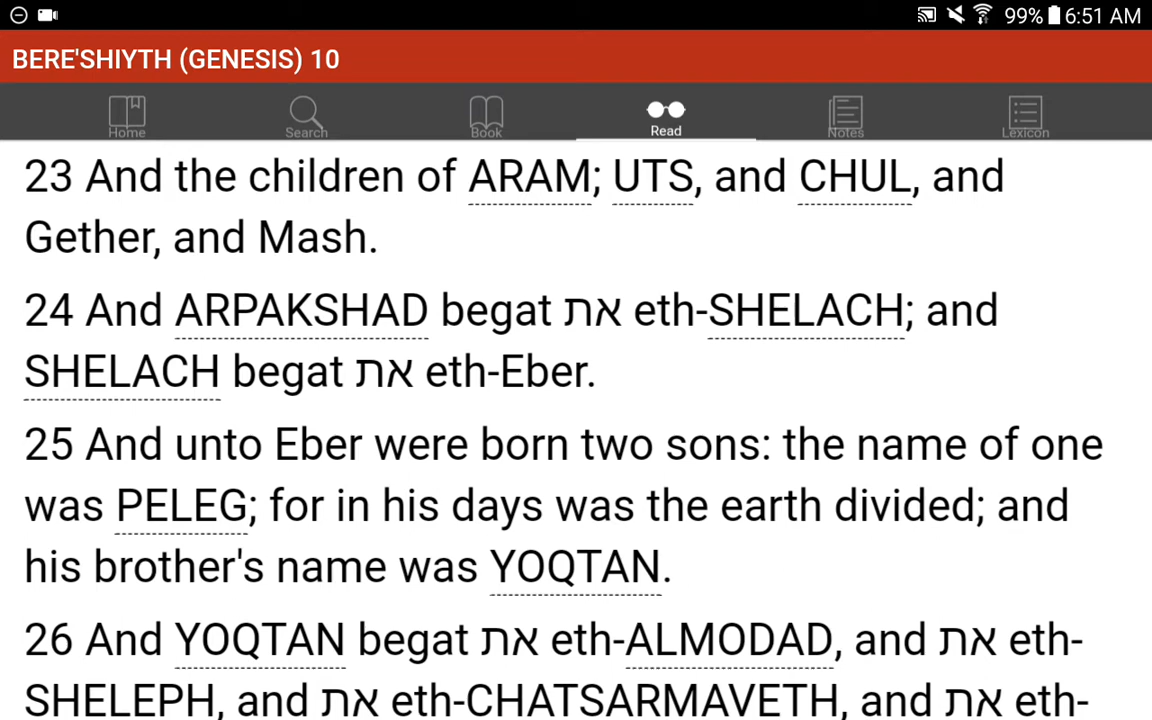 99% 6:51 AM
BERE'SHIYTH (GENESIS) 10
Home Search Book Read Notes Lexicon
23 And the children of ARAM; UTS, and CHUL, and
Gether, and Mash.
24 And ARPAKSHAD begat את eth-SHELACH; and
SHELACH begat את eth-Eber.
25 And unto Eber were born two sons: the name of one
was PELEG; for in his days was the earth divided; and
his brother's name was YOQTAN.
26 And YOQTAN begat את eth-ALMODAD, and את eth-
SHELEPH, and את eth-CHATSARMAVETH, and את eth-